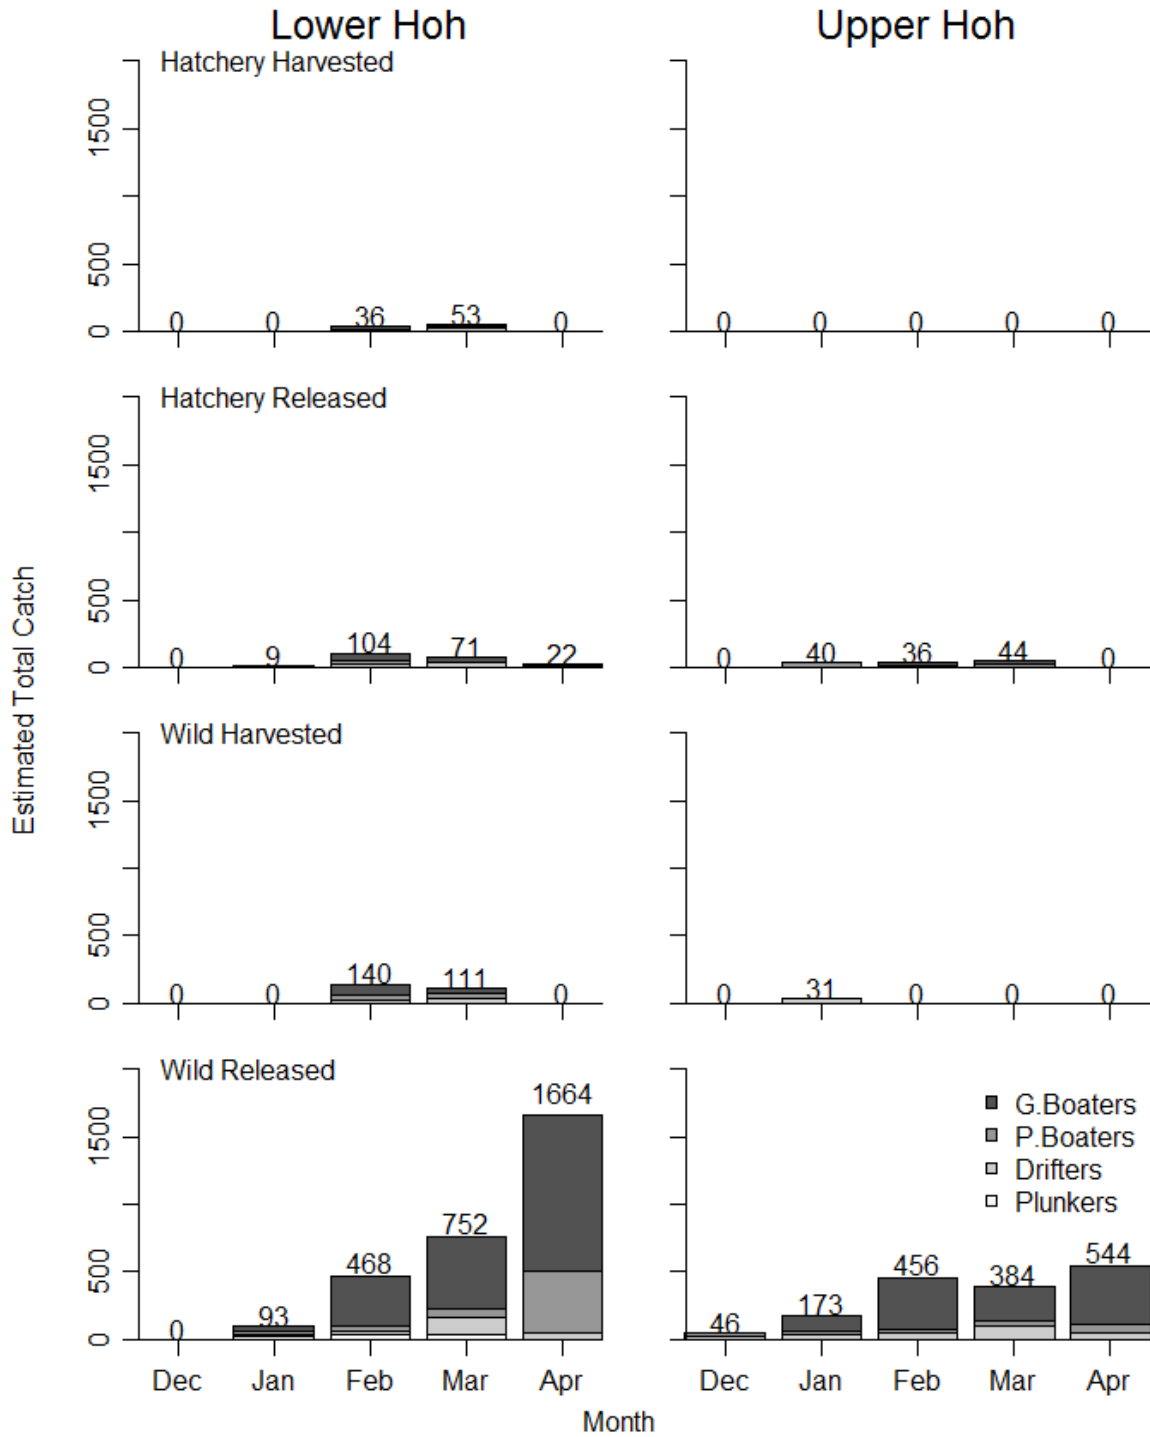 Lower Hoh Upper Hoh
Hatchery Harvested
1500
500
0
0 0 36 53 0
0 0 0 0 0
Hatchery Released
1500
500
0
0 9 104 71 22
0 40 36 44 0
Estimated Total Catch
Wild Harvested
1500
500
0
0 0 140 111 0
0 31 0 0 0
Wild Released
1500
500
0
0 93 468 752 1664
G.Boaters
P.Boaters
Drifters
Plunkers
46 173 456 384 544
Dec Jan Feb Mar Apr
Dec Jan Feb Mar Apr
Month